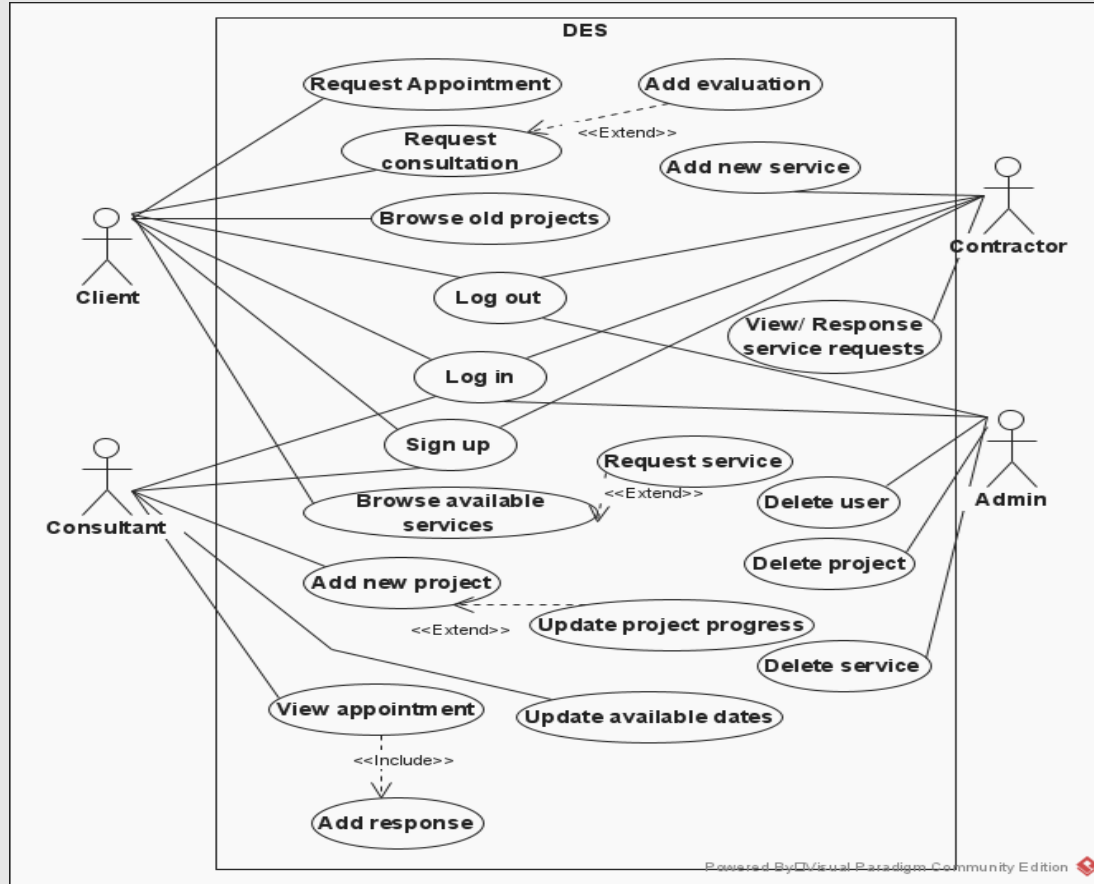 DES
Request Appointment
Add evaluation
<<Extend>>
Request
consultation
Add new service
Browse old projects
Contractor
Client
Log out
View/ Response
service requests
Log in
Sign up
Request service
<<Extend>>
Browse available
services
Delete user
Admin
Consultant
Delete project
Add new project
<<Extend>>
Update project progress
Delete service
View appointment
Update available dates
<<Include>>
Add response
Powered By Visual Paradigm Community Edition